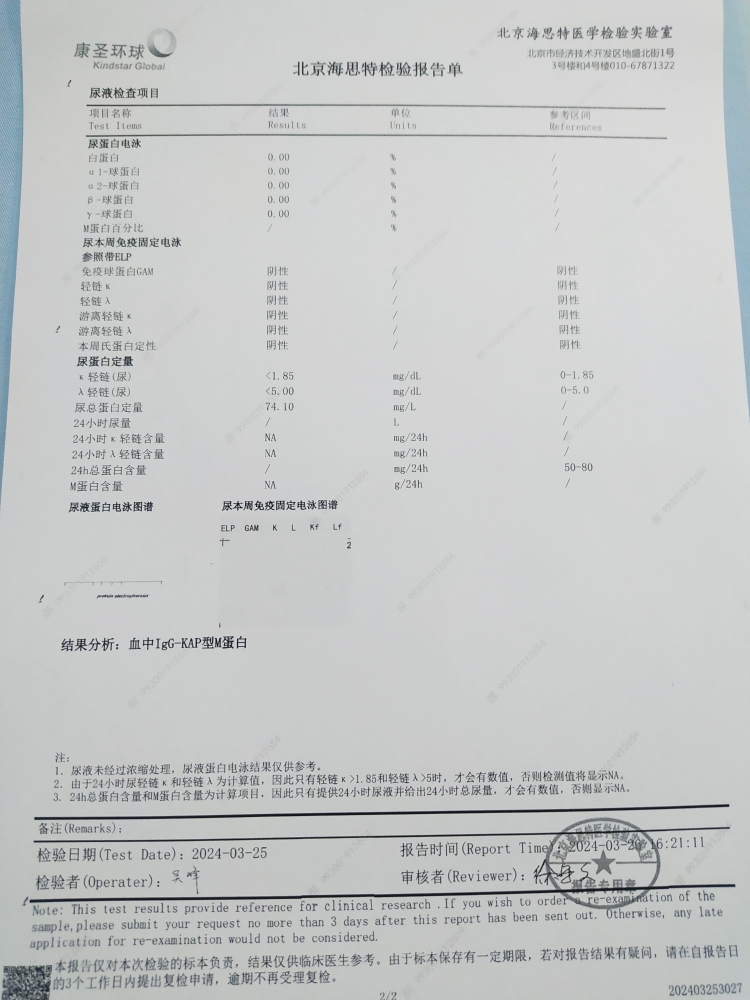 康圣环球
Kindstar Global
北京海思特医学检验实验室
北京市经济技术开发区地盛北街1号
3号楼和4号楼010-67871322
北京海思特检验报告单
尿液检查项目
项目名称 结果 单位 参考区间
Test Items Results Units References
尿蛋白电泳
白蛋白 0.00 % /
α1-球蛋白 0.00 % /
α2-球蛋白 0.00 % /
β-球蛋白 0.00 % /
γ-球蛋白 0.00 % /
M蛋白百分比 / % /
尿本周免疫固定电泳
参照带ELP
免疫球蛋白GAM 阴性 / 阴性
轻链κ 阴性 / 阴性
轻链λ 阴性 / 阴性
游离轻链κ 阴性 / 阴性
游离轻链λ 阴性 / 阴性
本周氏蛋白定性 阴性 / 阴性
尿蛋白定量
κ轻链(尿) <1.85 mg/dL 0-1.85
λ轻链(尿) <5.00 mg/dL 0-5.0
尿总蛋白定量 74.10 mg/L /
24小时尿量 / L /
24小时κ轻链含量 NA mg/24h /
24小时λ轻链含量 NA mg/24h /
24h总蛋白含量 / mg/24h 50-80
M蛋白含量 NA g/24h /
尿液蛋白电泳图谱 尿本周免疫固定电泳图谱
ELP GAM K L Kf Lf
2
protein electrophoresis
结果分析: 血中IgG-KAP型M蛋白
注:
1. 尿液未经过浓缩处理, 尿液蛋白电泳结果仅供参考。
2. 由于24小时尿轻链κ和轻链λ为计算值, 因此只有轻链κ>1.85和轻链λ>5时, 才会有数值, 否则检测值将显示NA。
3. 24h总蛋白含量和M蛋白含量为计算项目, 因此只有提供24小时尿液并给出24小时总尿量, 才会有数值, 否则显示NA。
备注(Remarks):
检验日期(Test Date): 2024-03-25 报告时间(Report Time): 2024-03-26 16:21:11
检验者(Operater): 审核者(Reviewer):
北京海思特医学检验实验室
报告专用章
Note: This test results provide reference for clinical research .If you wish to order a re-examination of the
sample,please submit your request no more than 3 days after this report has been sent out. Otherwise, any late
application for re-examination would not be considered.
本报告仅对本次检验的标本负责, 结果仅供临床医生参考。由于标本保存有一定期限, 若对报告结果有疑问, 请在自报告日
的3个工作日内提出复检申请, 逾期不再受理复检。
2/2
202403253027